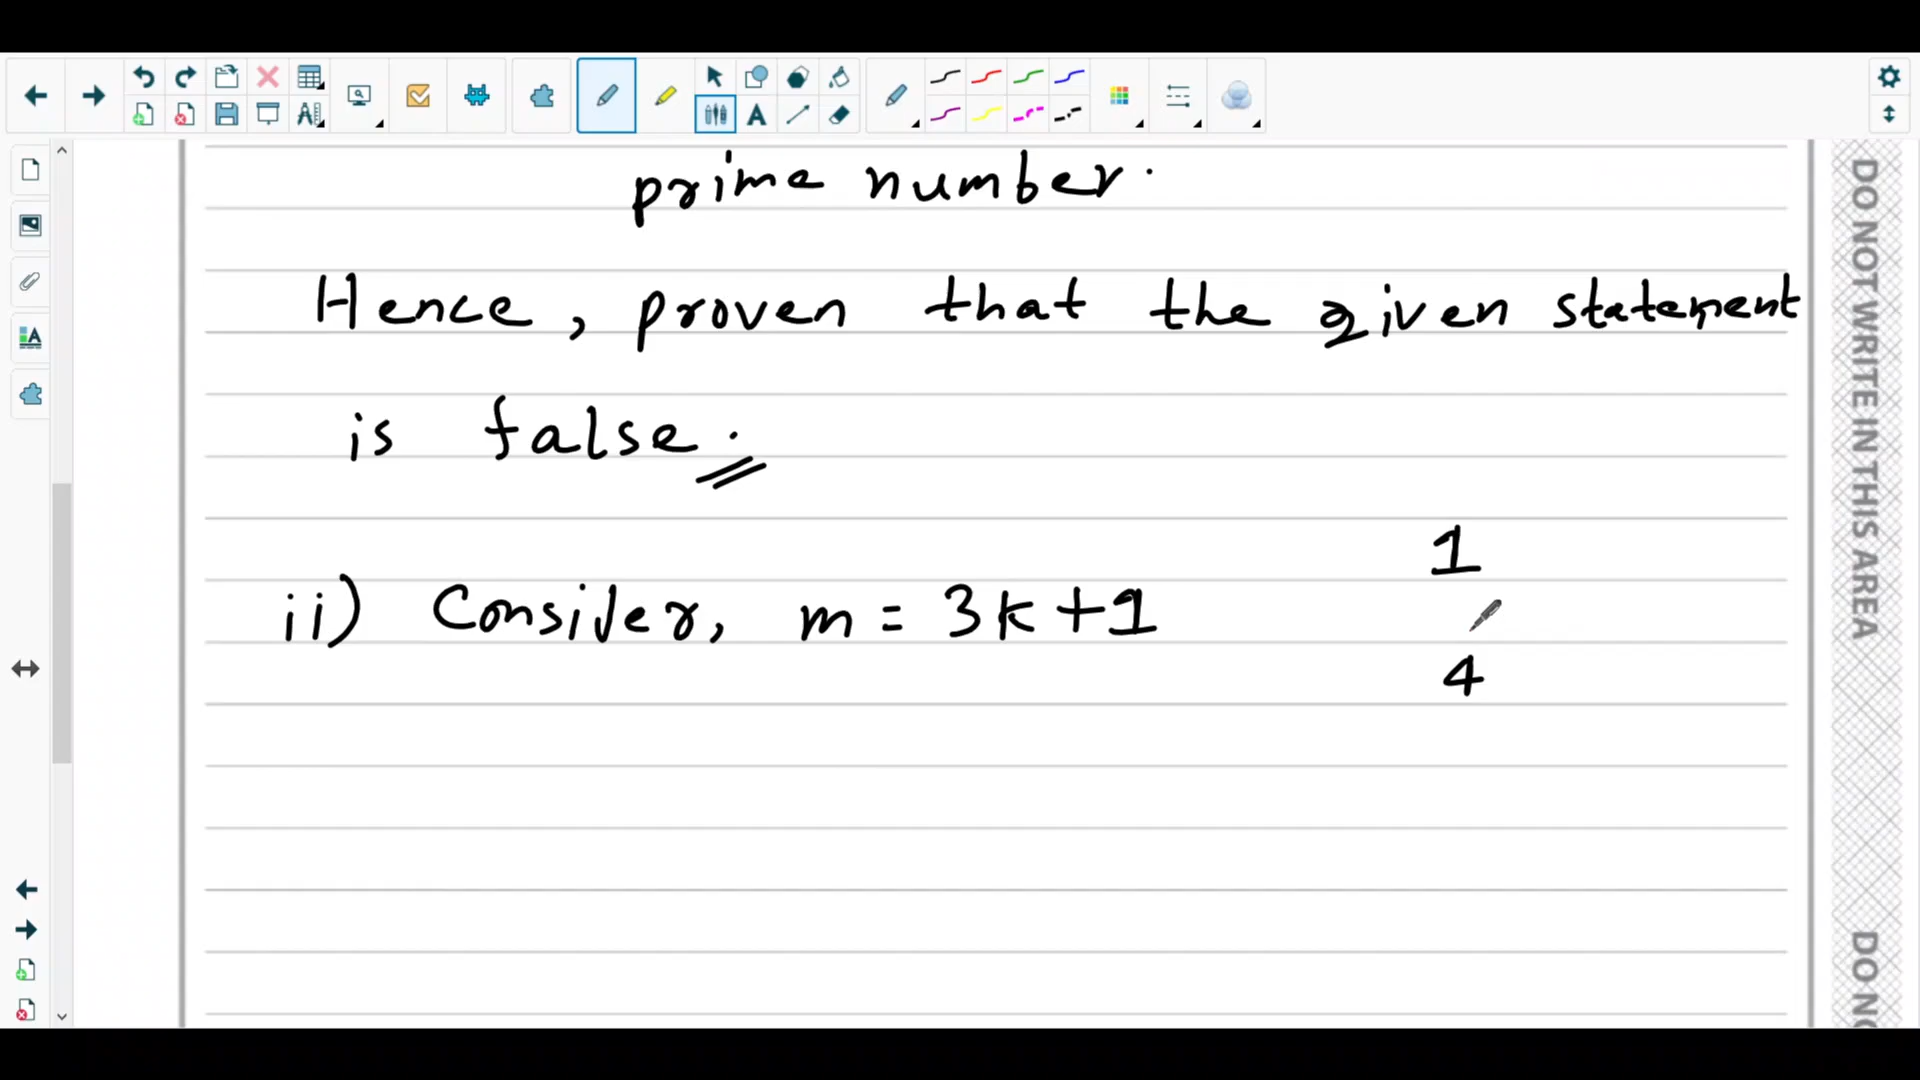 prime number.
Hence, proven that the given statement
is false.
1
ii) Consider, m = 3k+1
4
DO NOT WRITE IN THIS AREA
DO NO